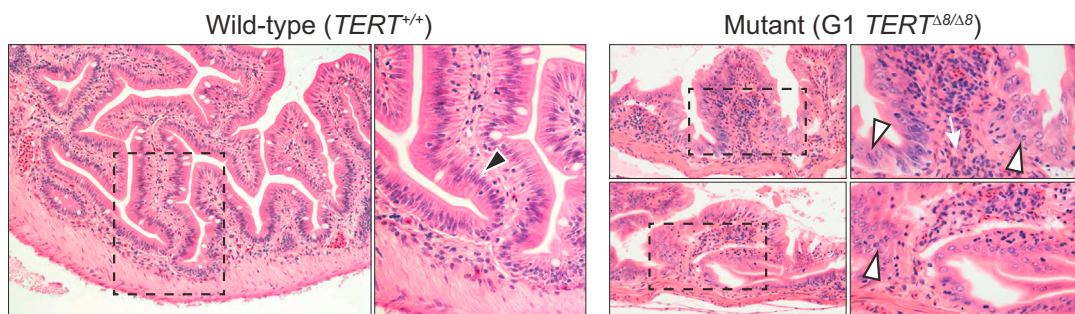 Wild-type (TERT+/+)
Mutant (G1 TERTΔ8/Δ8)